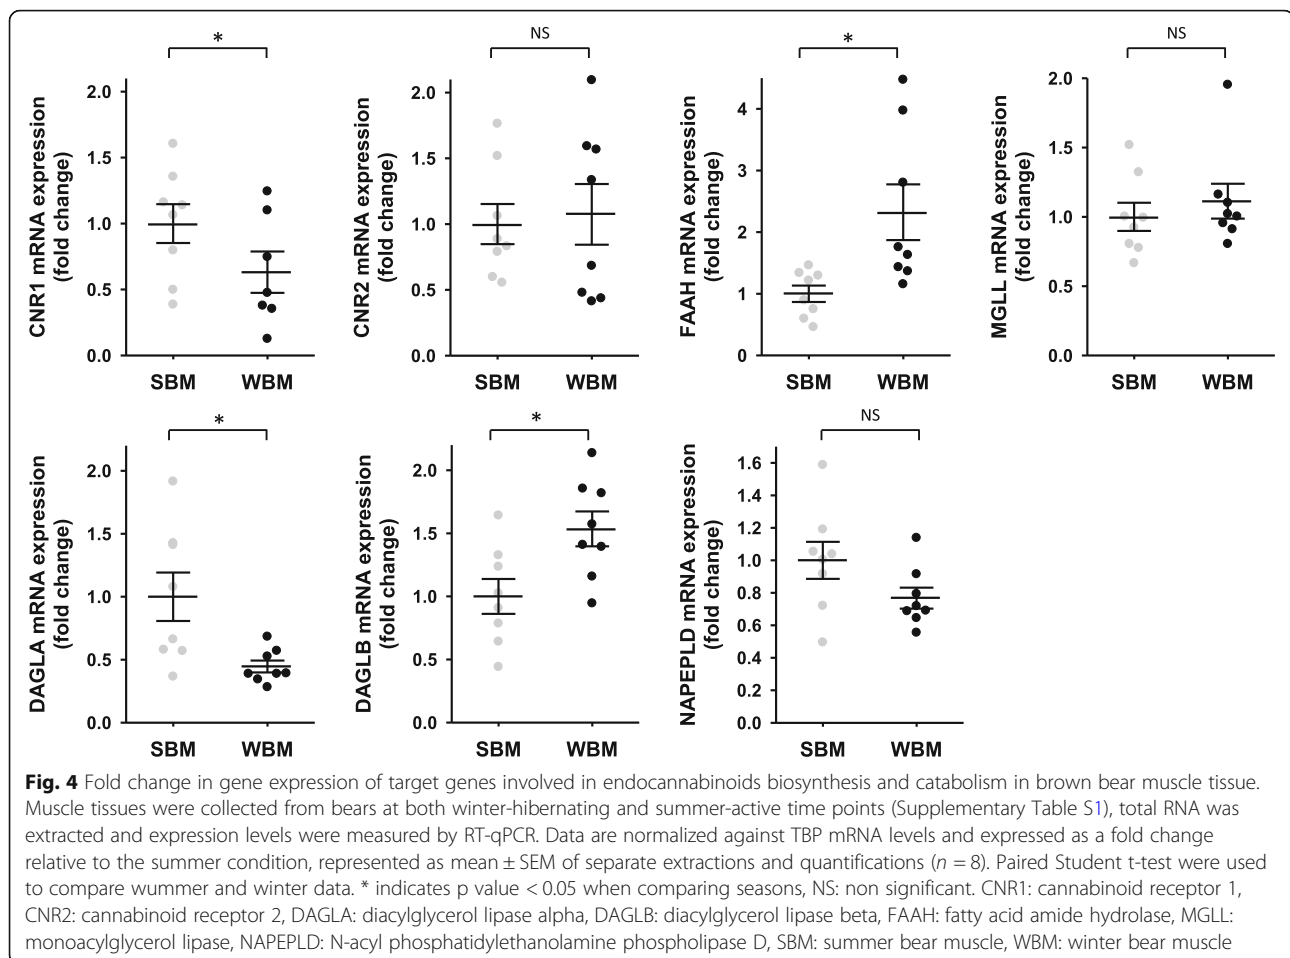 * NS * NS
CNR1 mRNA expression
(fold change)
2.0
1.5
1.0
0.5
0.0
SBM WBM
CNR2 mRNA expression
(fold change)
2.0
1.5
1.0
0.5
0.0
SBM WBM
FAAH mRNA expression
(fold change)
4
3
2
1
0
SBM WBM
MGLL mRNA expression
(fold change)
2.0
1.5
1.0
0.5
0.0
SBM WBM
* * NS
DAGLA mRNA expression
(fold change)
2.0
1.5
1.0
0.5
0.0
SBM WBM
DAGLB mRNA expression
(fold change)
2.0
1.5
1.0
0.5
0.0
SBM WBM
NAPEPLD mRNA expression
(fold change)
1.6
1.4
1.2
1.0
0.8
0.6
0.4
0.2
0.0
SBM WBM
Fig. 4 Fold change in gene expression of target genes involved in endocannabinoids biosynthesis and catabolism in brown bear muscle tissue.
Muscle tissues were collected from bears at both winter-hibernating and summer-active time points (Supplementary Table S1), total RNA was
extracted and expression levels were measured by RT-qPCR. Data are normalized against TBP mRNA levels and expressed as a fold change
relative to the summer condition, represented as mean ± SEM of separate extractions and quantifications (n = 8). Paired Student t-test were used
to compare wummer and winter data. * indicates p value < 0.05 when comparing seasons, NS: non significant. CNR1: cannabinoid receptor 1,
CNR2: cannabinoid receptor 2, DAGLA: diacylglycerol lipase alpha, DAGLB: diacylglycerol lipase beta, FAAH: fatty acid amide hydrolase, MGLL:
monoacylglycerol lipase, NAPEPLD: N-acyl phosphatidylethanolamine phospholipase D, SBM: summer bear muscle, WBM: winter bear muscle